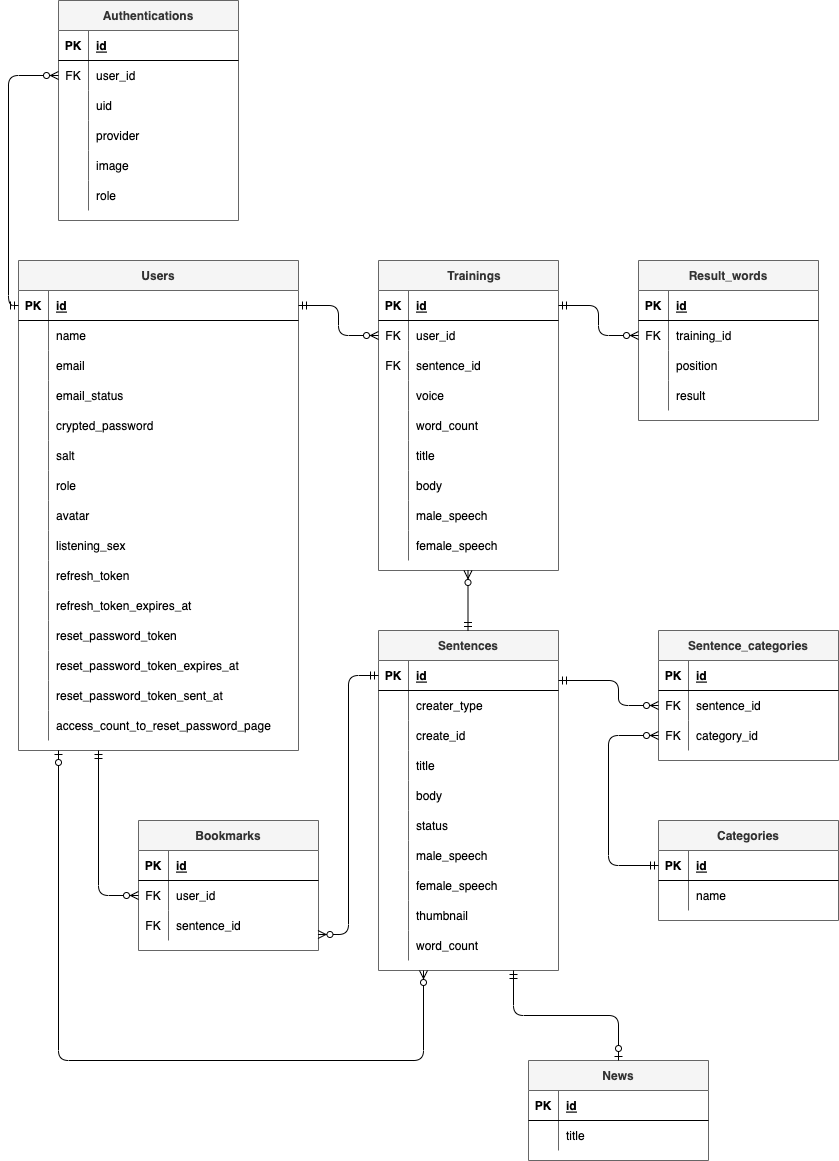 Authentications
PK id
FK user_id
uid
provider
image
role
Users
PK id
name
email
email_status
crypted_password
salt
role
avatar
listening_sex
refresh_token
refresh_token_expires_at
reset_password_token
reset_password_token_expires_at
reset_password_token_sent_at
access_count_to_reset_password_page
Trainings
PK id
FK user_id
FK sentence_id
voice
word_count
title
body
male_speech
female_speech
Result_words
PK id
FK training_id
position
result
Sentences
PK id
creater_type
create_id
title
body
status
male_speech
female_speech
thumbnail
word_count
Sentence_categories
PK id
FK sentence_id
FK category_id
Bookmarks
PK id
FK user_id
FK sentence_id
Categories
PK id
name
News
PK id
title